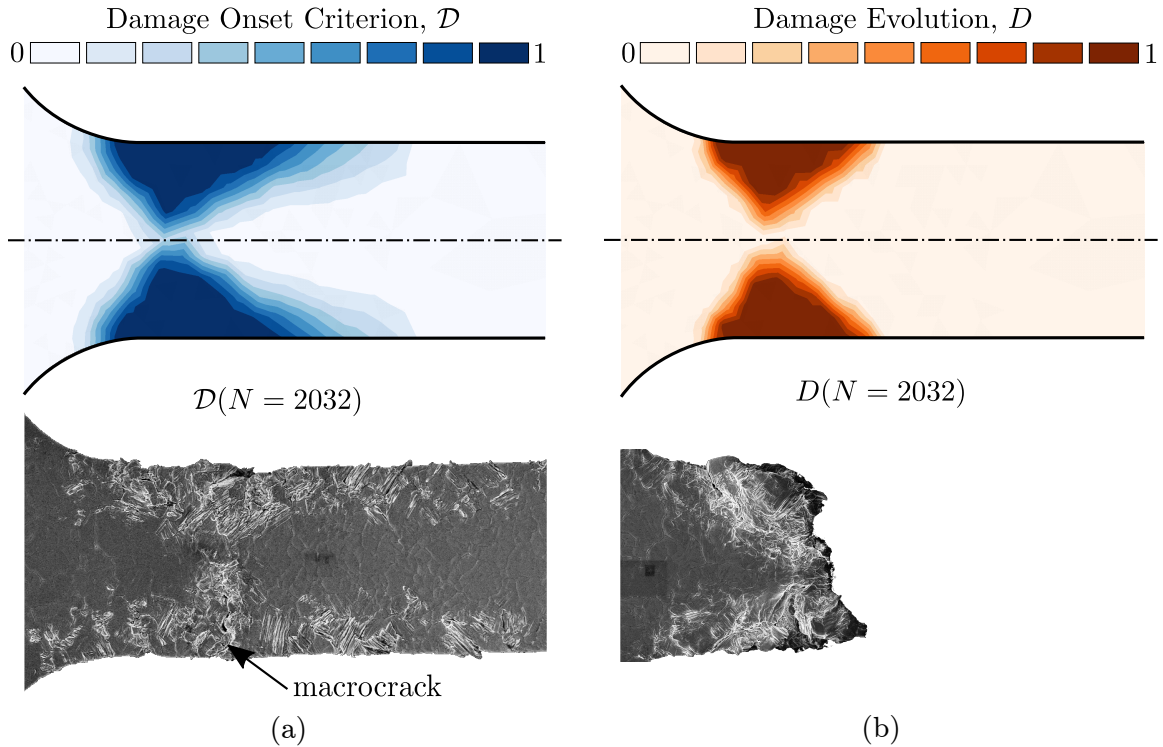 Damage Onset Criterion, 𝒟
0 1
𝒟(N = 2032)
macrocrack
(a)
Damage Evolution, D
0 1
D(N = 2032)
(b)